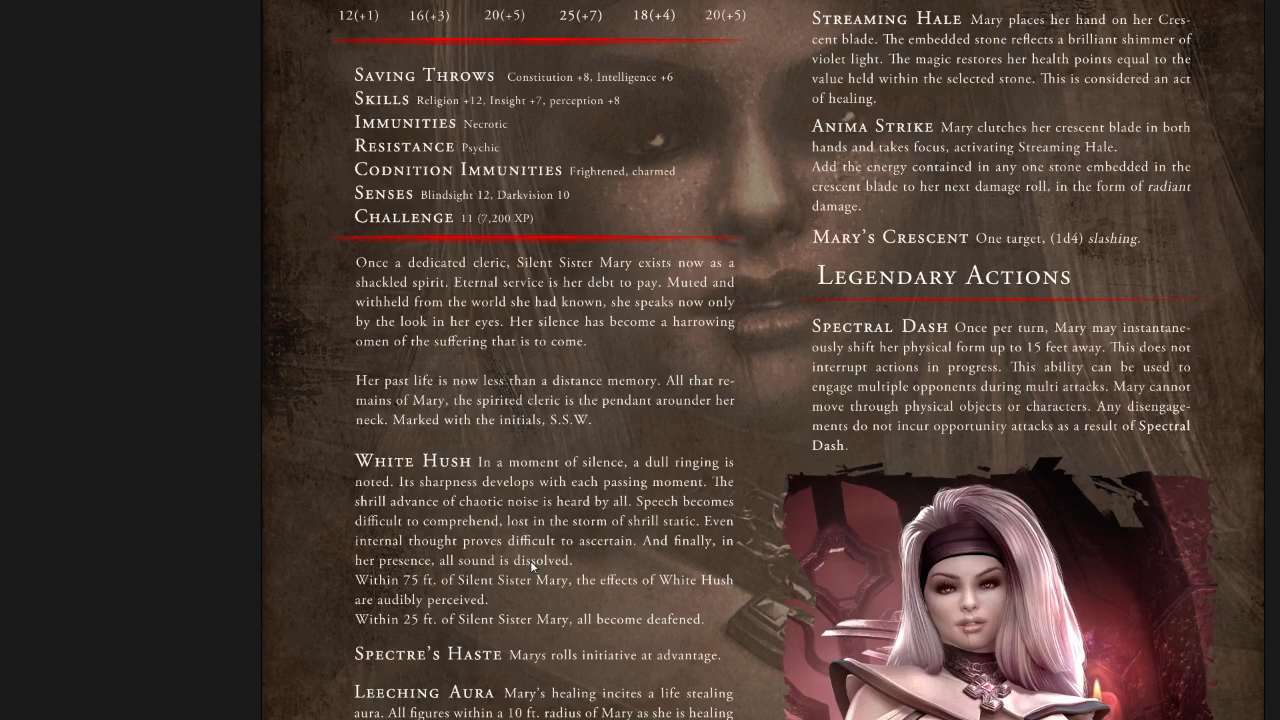 12(+1) 16(+3) 20(+5) 25(+7) 18(+4) 20(+5)
Saving Throws Constitution +8, Intelligence +6
Skills Religion +12, Insight +7, perception +8
Immunities Necrotic
Resistance Psychic
Codnition Immunities Frightened, charmed
Senses Blindsight 12, Darkvision 10
Challenge 11 (7,200 XP)
Once a dedicated cleric, Silent Sister Mary exists now as a
shackled spirit. Eternal service is her debt to pay. Muted and
withheld from the world she had known, she speaks now only
by the look in her eyes. Her silence has become a harrowing
omen of the suffering that is to come.
Her past life is now less than a distance memory. All that re-
mains of Mary, the spirited cleric is the pendant arounder her
neck. Marked with the initials, S.S.W.
White Hush In a moment of silence, a dull ringing is
noted. Its sharpness develops with each passing moment. The
shrill advance of chaotic noise is heard by all. Speech becomes
difficult to comprehend, lost in the storm of shrill static. Even
internal thought proves difficult to ascertain. And finally, in
her presence, all sound is dissolved.
Within 75 ft. of Silent Sister Mary, the effects of White Hush
are audibly perceived.
Within 25 ft. of Silent Sister Mary, all become deafened.
Spectre's Haste Marys rolls initiative at advantage.
Leeching Aura Mary's healing incites a life stealing
aura. All figures within a 10 ft. radius of Mary as she is healing
Streaming Hale Mary places her hand on her Cres-
cent blade. The embedded stone reflects a brilliant shimmer of
violet light. The magic restores her health points equal to the
value held within the selected stone. This is considered an act
of healing.
Anima Strike Mary clutches her crescent blade in both
hands and takes focus, activating Streaming Hale.
Add the energy contained in any one stone embedded in the
crescent blade to her next damage roll, in the form of radiant
damage.
Mary's Crescent One target, (1d4) slashing.
Legendary Actions
Spectral Dash Once per turn, Mary may instantane-
ously shift her physical form up to 15 feet away. This does not
interrupt actions in progress. This ability can be used to
engage multiple opponents during multi attacks. Mary cannot
move through physical objects or characters. Any disengage-
ments do not incur opportunity attacks as a result of Spectral
Dash.